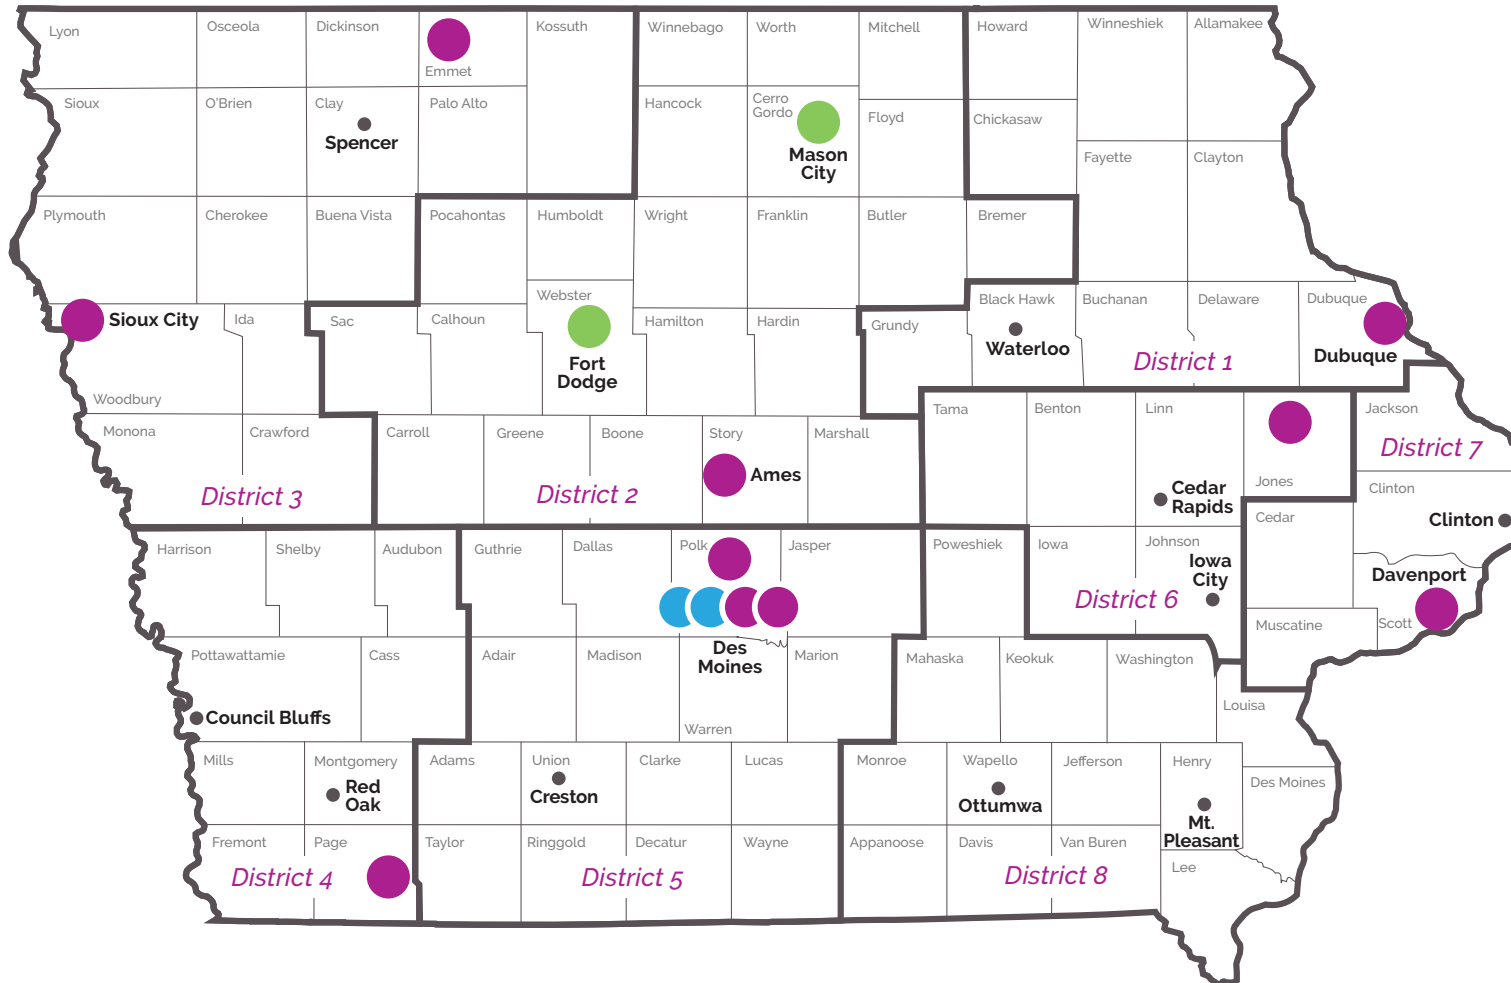 Lyon
Osceola
Dickinson
Emmet
Kossuth
Winnebago
Worth
Mitchell
Howard
Winneshiek
Allamakee
Sioux
O'Brien
Clay
Spencer
Palo Alto
Hancock
Cerro
Gordo
Mason
City
Floyd
Chickasaw
Fayette
Clayton
Plymouth
Cherokee
Buena Vista
Pocahontas
Humboldt
Wright
Franklin
Butler
Bremer
Sioux City
Woodbury
Ida
Sac
Calhoun
Webster
Fort
Dodge
Hamilton
Hardin
Grundy
Black Hawk
Waterloo
Buchanan
Delaware
District 1
Dubuque
Dubuque
Monona
Crawford
District 3
Carroll
Greene
Boone
District 2
Story
Ames
Marshall
Tama
Benton
Linn
Cedar
Rapids
Jones
Jackson
District 7
Clinton
Clinton
Harrison
Shelby
Audubon
Guthrie
Dallas
Polk
Jasper
Des
Moines
Poweshiek
Iowa
Johnson
Iowa
City
District 6
Cedar
Davenport
Scott
Muscatine
Pottawattamie
Council Bluffs
Cass
Adair
Madison
Warren
Marion
Mahaska
Keokuk
Washington
Louisa
Mills
Montgomery
Red
Oak
Adams
Union
Creston
Clarke
Lucas
Monroe
Wapello
Ottumwa
Jefferson
Henry
Mt.
Pleasant
Des Moines
Fremont
Page
District 4
Taylor
Ringgold
Decatur
District 5
Wayne
Appanoose
Davis
Van Buren
District 8
Lee